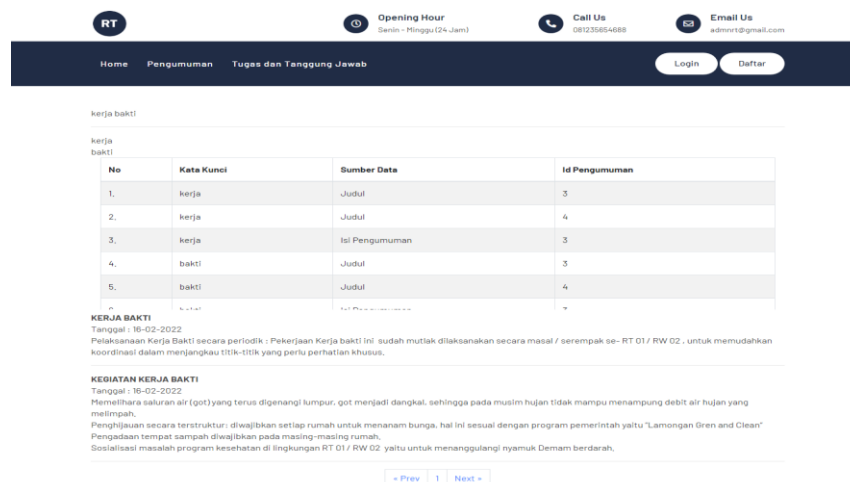 RT
Opening Hour
Senin - Minggu (24 Jam)
Call Us
081235654688
Email Us
admnrt@gmail.com
Home Pengumuman Tugas dan Tanggung Jawab
Login Daftar
kerja bakti
kerja
bakti
No Kata Kunci Sumber Data Id Pengumuman
1. kerja Judul 3
2. kerja Judul 4
3. kerja Isi Pengumuman 3
4. bakti Judul 3
5. bakti Judul 4
KERJA BAKTI
Tanggal : 16-02-2022
Pelaksanaan Kerja Bakti secara periodik : Pekerjaan Kerja bakti ini sudah mutlak dilaksanakan secara masal / serempak se- RT 01 / RW 02 , untuk memudahkan
koordinasi dalam menjangkau titik-titik yang perlu perhatian khusus.
KEGIATAN KERJA BAKTI
Tanggal : 16-02-2022
Memelihara saluran air (got) yang terus digenangi lumpur, got menjadi dangkal, sehingga pada musim hujan tidak mampu menampung debit air hujan yang
melimpah.
Penghijauan secara terstruktur; diwajibkan setiap rumah untuk menanam bunga, hal ini sesuai dengan program pemerintah yaitu "Lamongan Gren and Clean"
Pengadaan tempat sampah diwajibkan pada masing-masing rumah.
Sosialisasi masalah program kesehatan di lingkungan RT 01 / RW 02 yaitu untuk menanggulangi nyamuk Demam berdarah.
« Prev 1 Next »